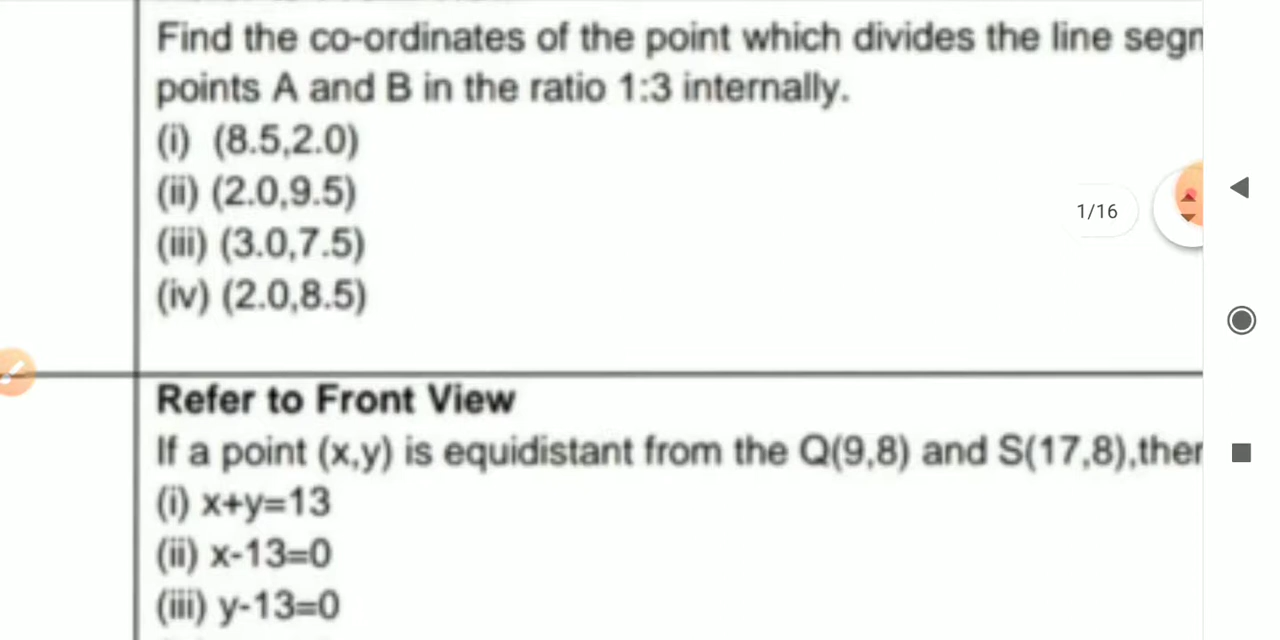 Find the co-ordinates of the point which divides the line segm
points A and B in the ratio 1:3 internally.
(i) (8.5,2.0)
(ii) (2.0,9.5)
(iii) (3.0,7.5)
(iv) (2.0,8.5)
1/16
Refer to Front View
If a point (x,y) is equidistant from the Q(9,8) and S(17,8),then
(i) x+y=13
(ii) x-13=0
(iii) y-13=0